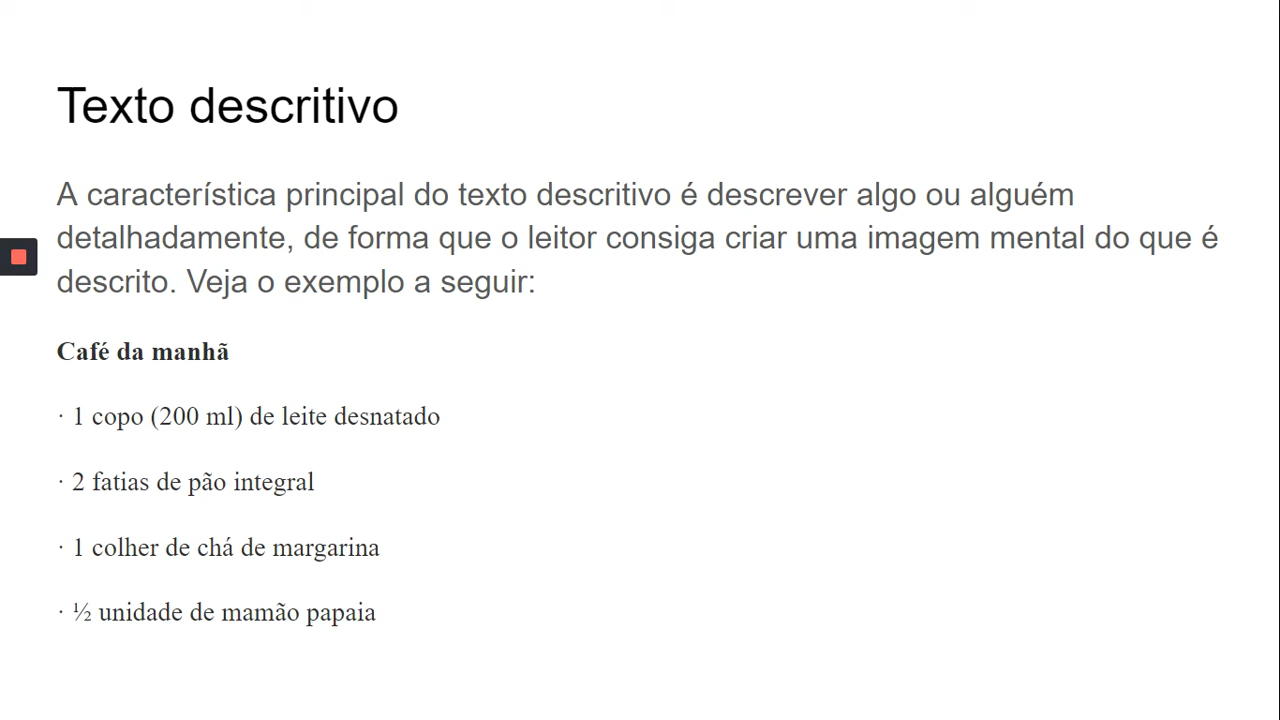 Texto descritivo
A característica principal do texto descritivo é descrever algo ou alguém
detalhadamente, de forma que o leitor consiga criar uma imagem mental do que é
descrito. Veja o exemplo a seguir:
Café da manhã
· 1 copo (200 ml) de leite desnatado
· 2 fatias de pão integral
· 1 colher de chá de margarina
· ½ unidade de mamão papaia